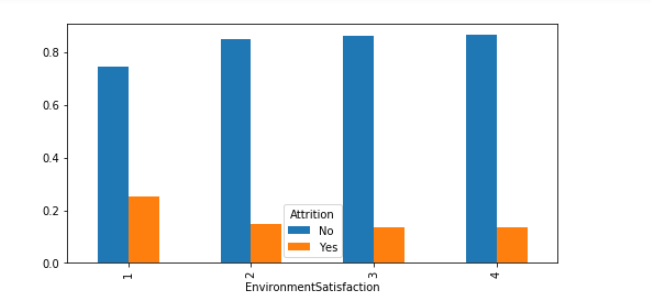 0.8
0.6
0.4
0.2
0.0
Attrition
No
Yes
1
2
3
4
EnvironmentSatisfaction